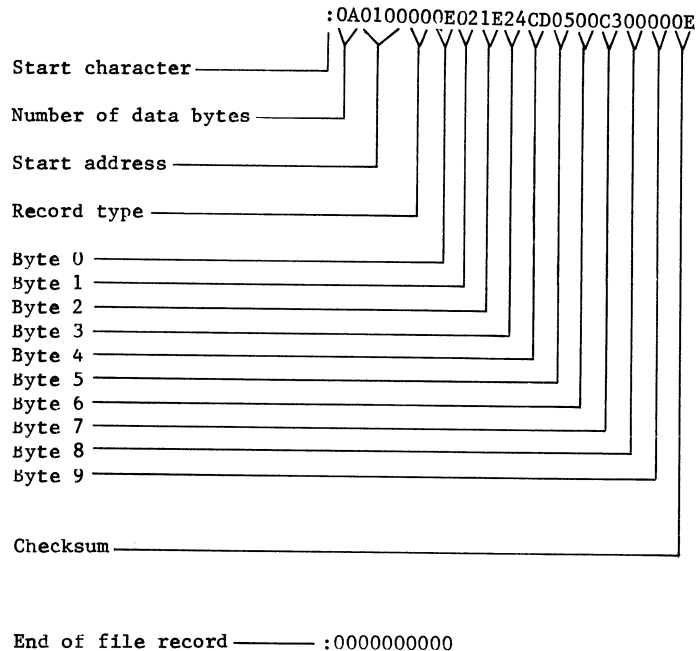 :0A0100000E021E24CD0500C300000E
Start character
Number of data bytes
Start address
Record type
Byte 0
Byte 1
Byte 2
Byte 3
Byte 4
Byte 5
Byte 6
Byte 7
Byte 8
Byte 9
Checksum
End of file record :0000000000